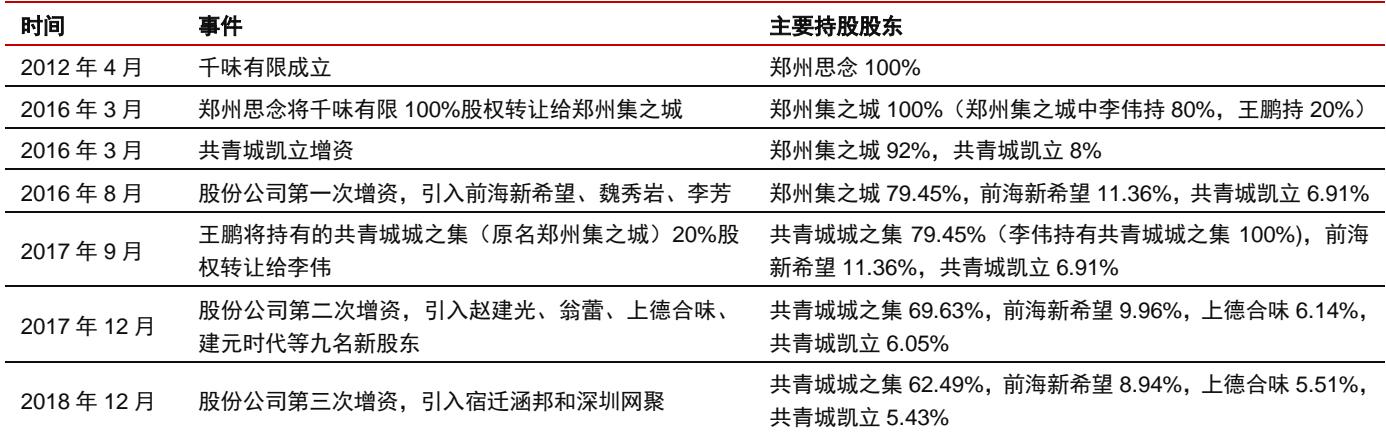 时间 事件 主要持股股东
2012 年 4 月 千味有限成立 郑州思念 100%
2016 年 3 月 郑州思念将千味有限 100%股权转让给郑州集之城 郑州集之城 100%（郑州集之城中李伟持 80%，王鹏持 20%）
2016 年 3 月 共青城凯立增资 郑州集之城 92%，共青城凯立 8%
2016 年 8 月 股份公司第一次增资，引入前海新希望、魏秀岩、李芳 郑州集之城 79.45%，前海新希望 11.36%，共青城凯立 6.91%
2017 年 9 月 王鹏将持有的共青城城之集（原名郑州集之城）20%股
权转让给李伟
共青城城之集 79.45%（李伟持有共青城城之集 100%)，前海
新希望 11.36%，共青城凯立 6.91%
2017 年 12 月 股份公司第二次增资，引入赵建光、翁蕾、上德合味、
建元时代等九名新股东
共青城城之集 69.63%，前海新希望 9.96%，上德合味 6.14%，
共青城凯立 6.05%
2018 年 12 月 股份公司第三次增资，引入宿迁涵邦和深圳网聚
共青城城之集 62.49%，前海新希望 8.94%，上德合味 5.51%，
共青城凯立 5.43%